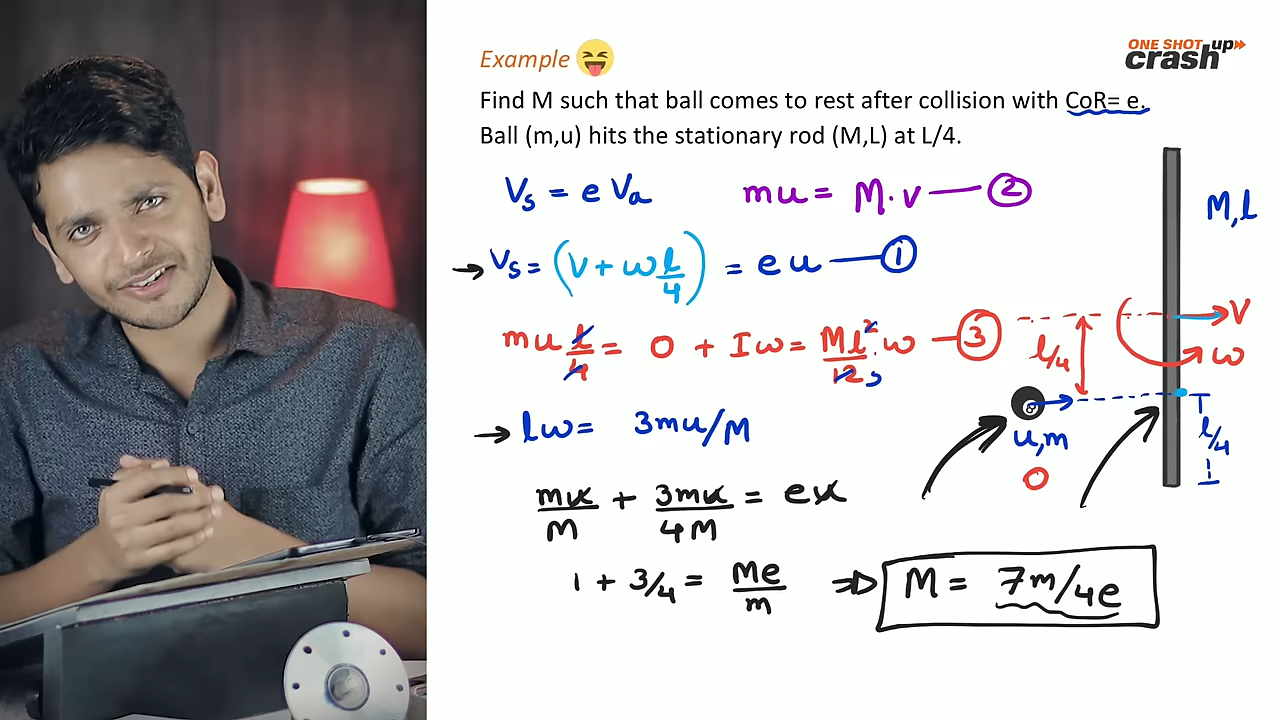 ONE SHOT
crash up
Example
Find M such that ball comes to rest after collision with CoR= e.
Ball (m,u) hits the stationary rod (M,L) at L/4.
Vs = e Va
mu = M·v — ②
Vs = (V + ωl/4) = eu — ①
mu l/4 = 0 + Iω = Ml²/12 · ω — ③
3
lω = 3mu/M
mu/M + 3mu/4M = eu
1 + 3/4 = Me/m ⇒ M = 7m/4e
M, l
V
ω
l/4
u,m
0
l/4